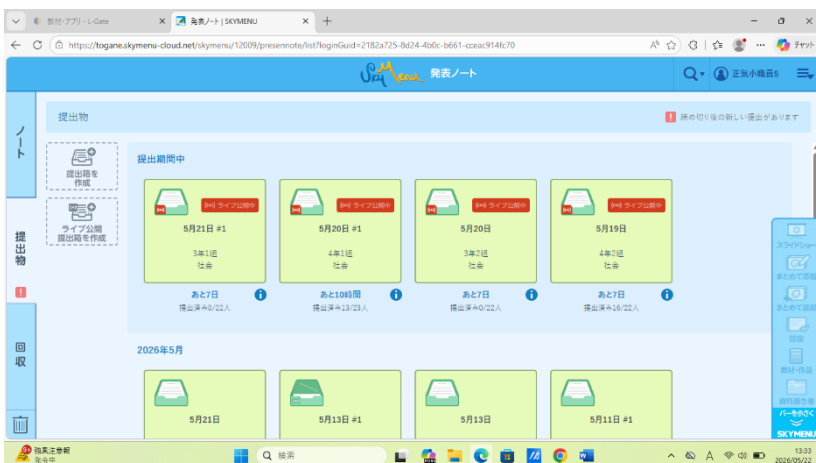 教材・アプリ - L-Gate
発表ノート | SKYMENU
https://togane.skymenu-cloud.net/skymenu/12009/presennote/list?loginGuid=2182a725-8d24-4b0c-b661-cceac914fc70
チャット
SkyMenu 発表ノート
正気小職員5
ノート
提出物
回収
提出物
締め切り後の新しい提出があります
提出箱を
作成
ライブ公開
提出箱を作成
提出期間中
ライブ公開中
5月21日 #1
3年1組
社会
あと7日
提出済み0/22人
ライブ公開中
5月20日 #1
4年1組
社会
あと10時間
提出済み13/23人
ライブ公開中
5月20日
3年2組
社会
あと7日
提出済み0/22人
ライブ公開中
5月19日
4年2組
社会
あと7日
提出済み16/22人
2026年5月
5月21日
5月13日 #1
5月13日
5月11日 #1
スライドショー
まとめて添削
まとめて返却
回収
教材・作品
資料置き場
バーを小さく
SKYMENU
強風注意報
発令中
検索
A
13:33
2026/05/22